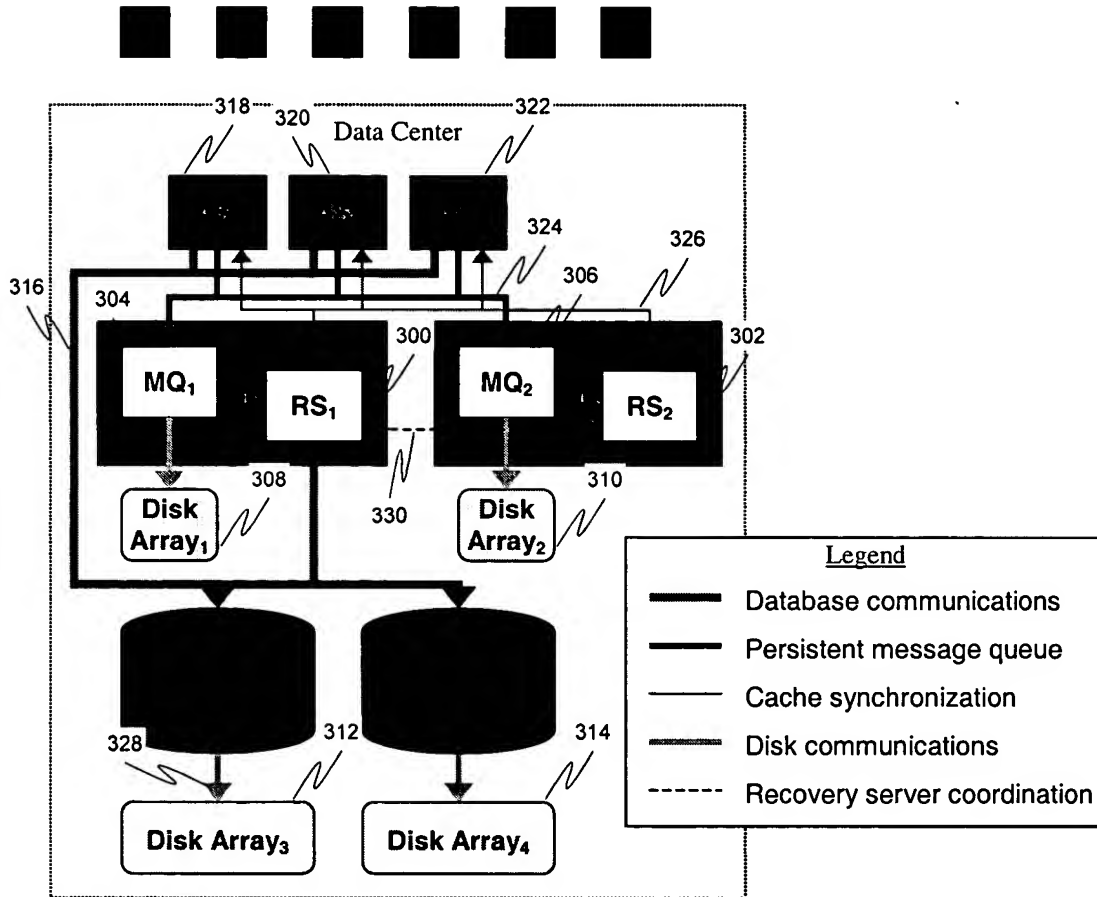 318
322
320
Data Center
324
326
316
304
306
300
302
MQ₁
RS₁
MQ₂
RS₂
308
330
310
Disk
Array₁
Disk
Array₂
Legend
Database communications
Persistent message queue
Cache synchronization
Disk communications
Recovery server coordination
328
312
314
Disk Array₃
Disk Array₄